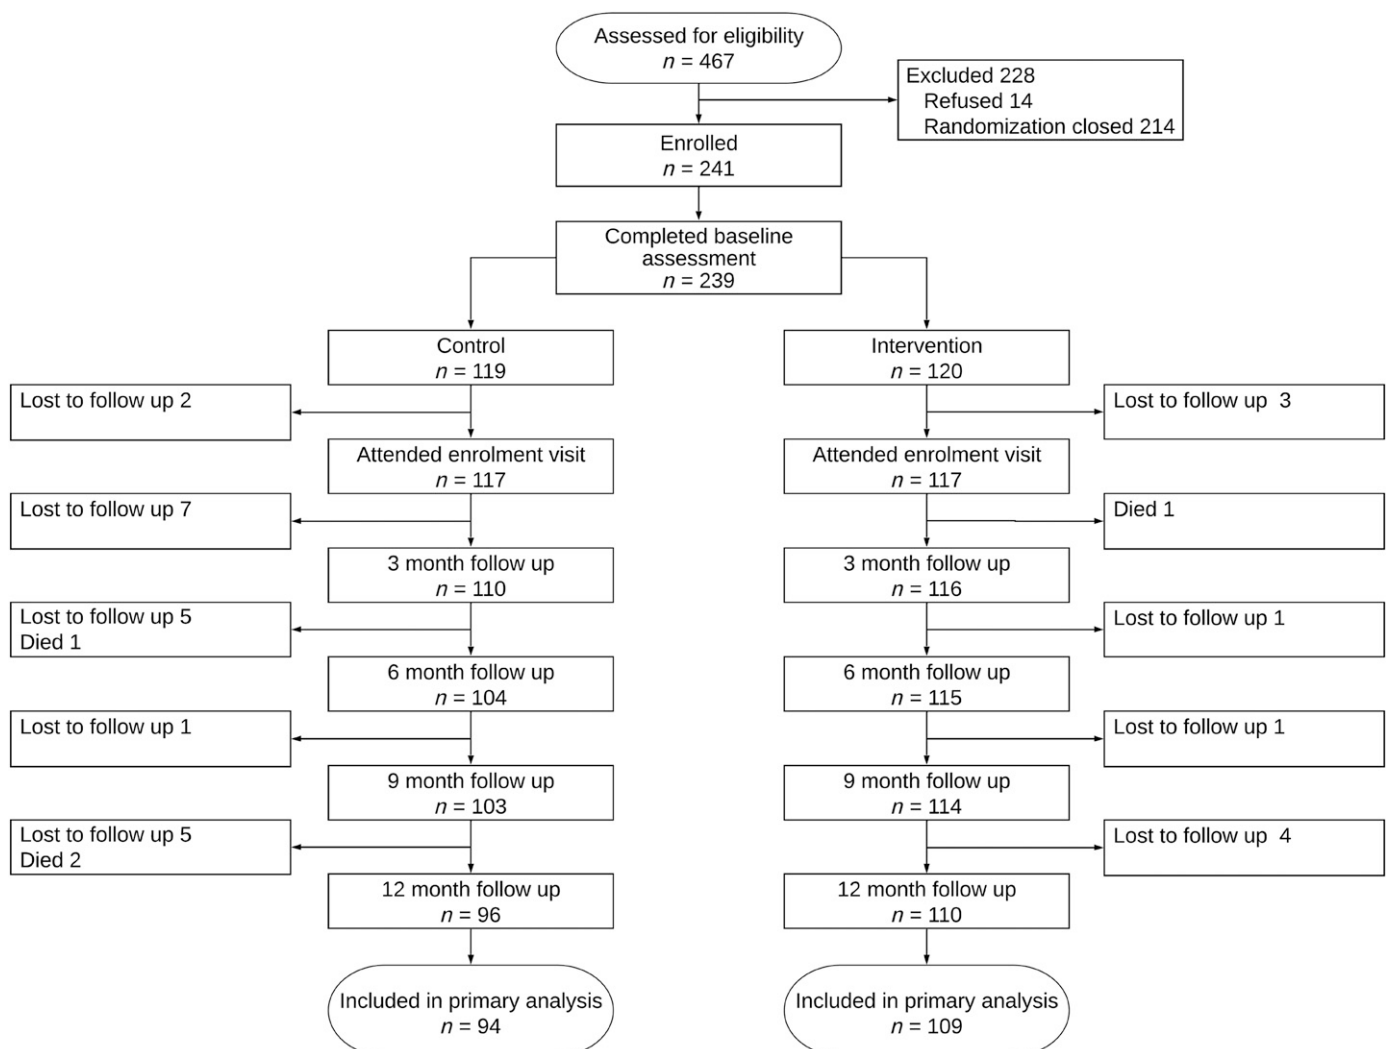 Assessed for eligibility
n = 467
Excluded 228
Refused 14
Randomization closed 214
Enrolled
n = 241
Completed baseline
assessment
n = 239
Control
n = 119
Intervention
n = 120
Lost to follow up 2
Lost to follow up  3
Attended enrolment visit
n = 117
Attended enrolment visit
n = 117
Lost to follow up 7
Died 1
3 month follow up
n = 110
3 month follow up
n = 116
Lost to follow up 5
Died 1
Lost to follow up 1
6 month follow up
n = 104
6 month follow up
n = 115
Lost to follow up 1
Lost to follow up 1
9 month follow up
n = 103
9 month follow up
n = 114
Lost to follow up 5
Died 2
Lost to follow up  4
12 month follow up
n = 96
12 month follow up
n = 110
Included in primary analysis
n = 94
Included in primary analysis
n = 109